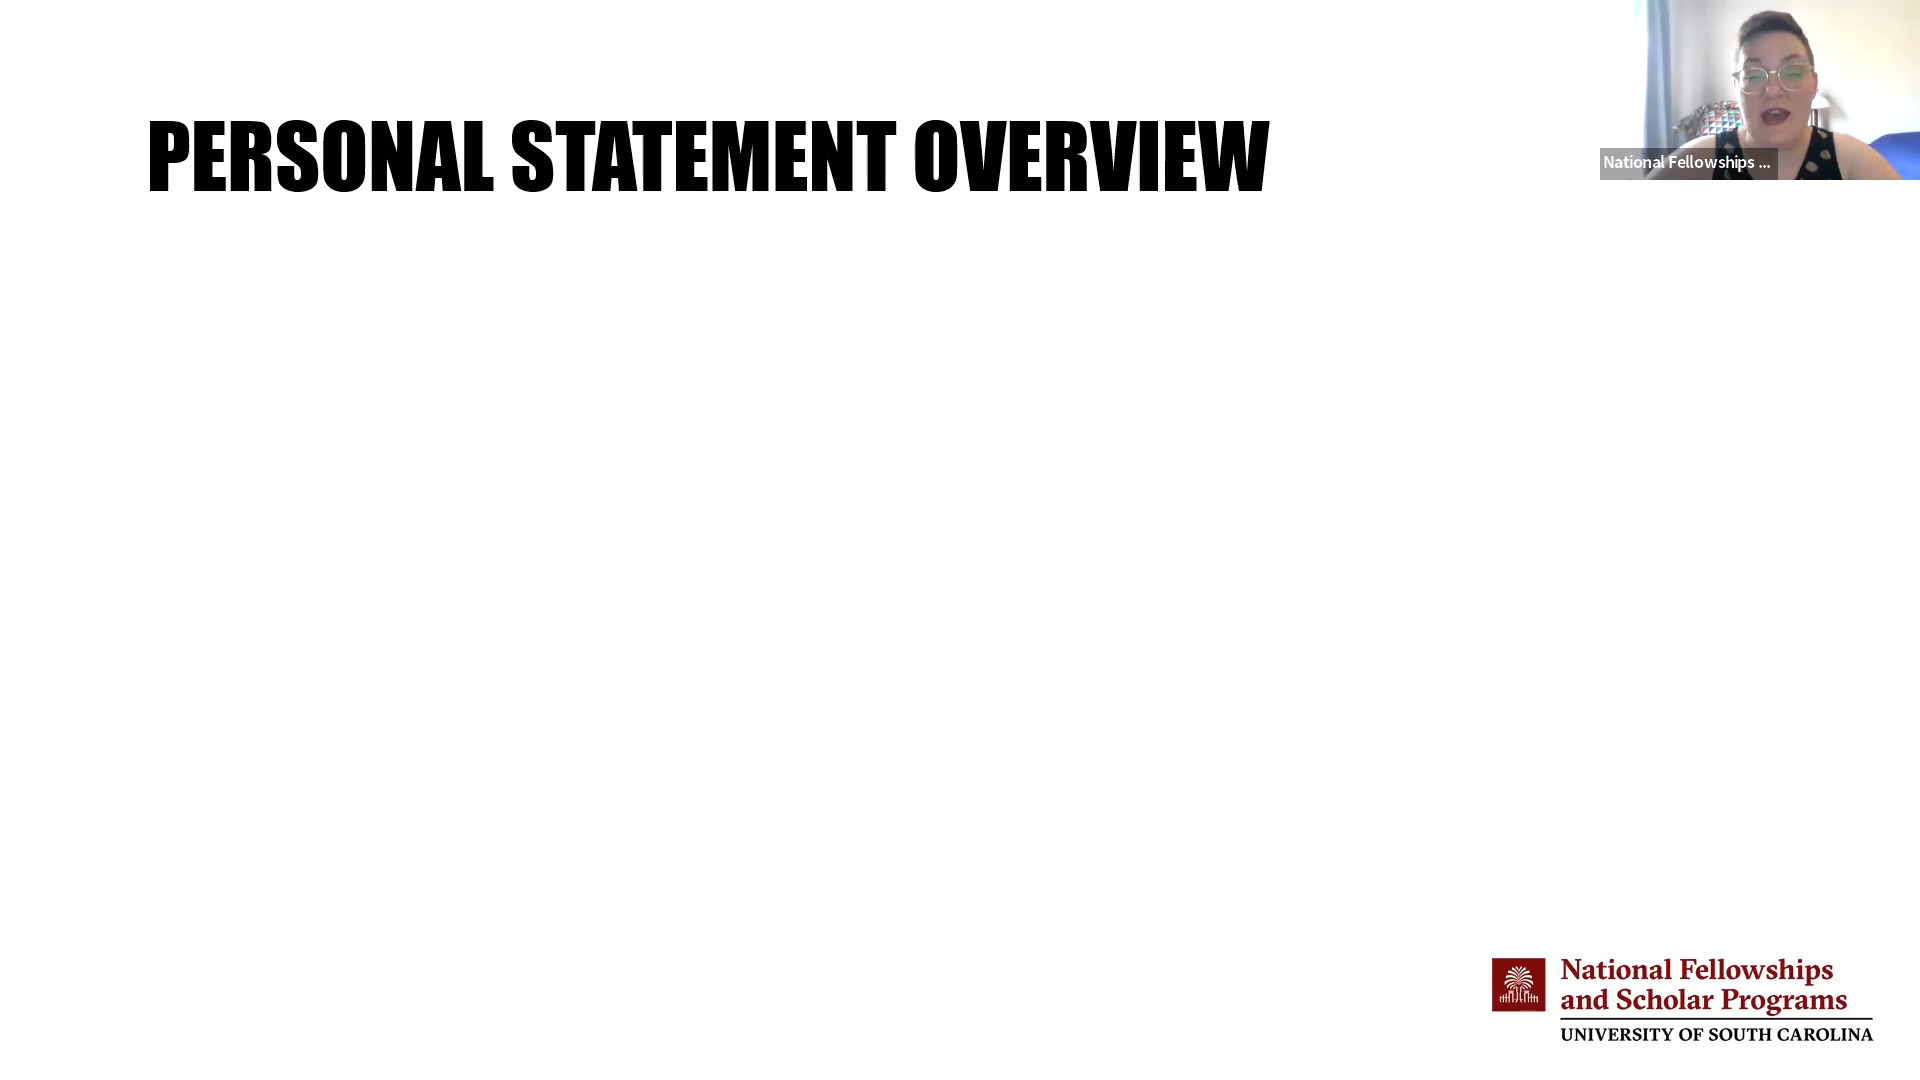 PERSONAL STATEMENT OVERVIEW
National Fellowships ...
National Fellowships
and Scholar Programs
UNIVERSITY OF SOUTH CAROLINA